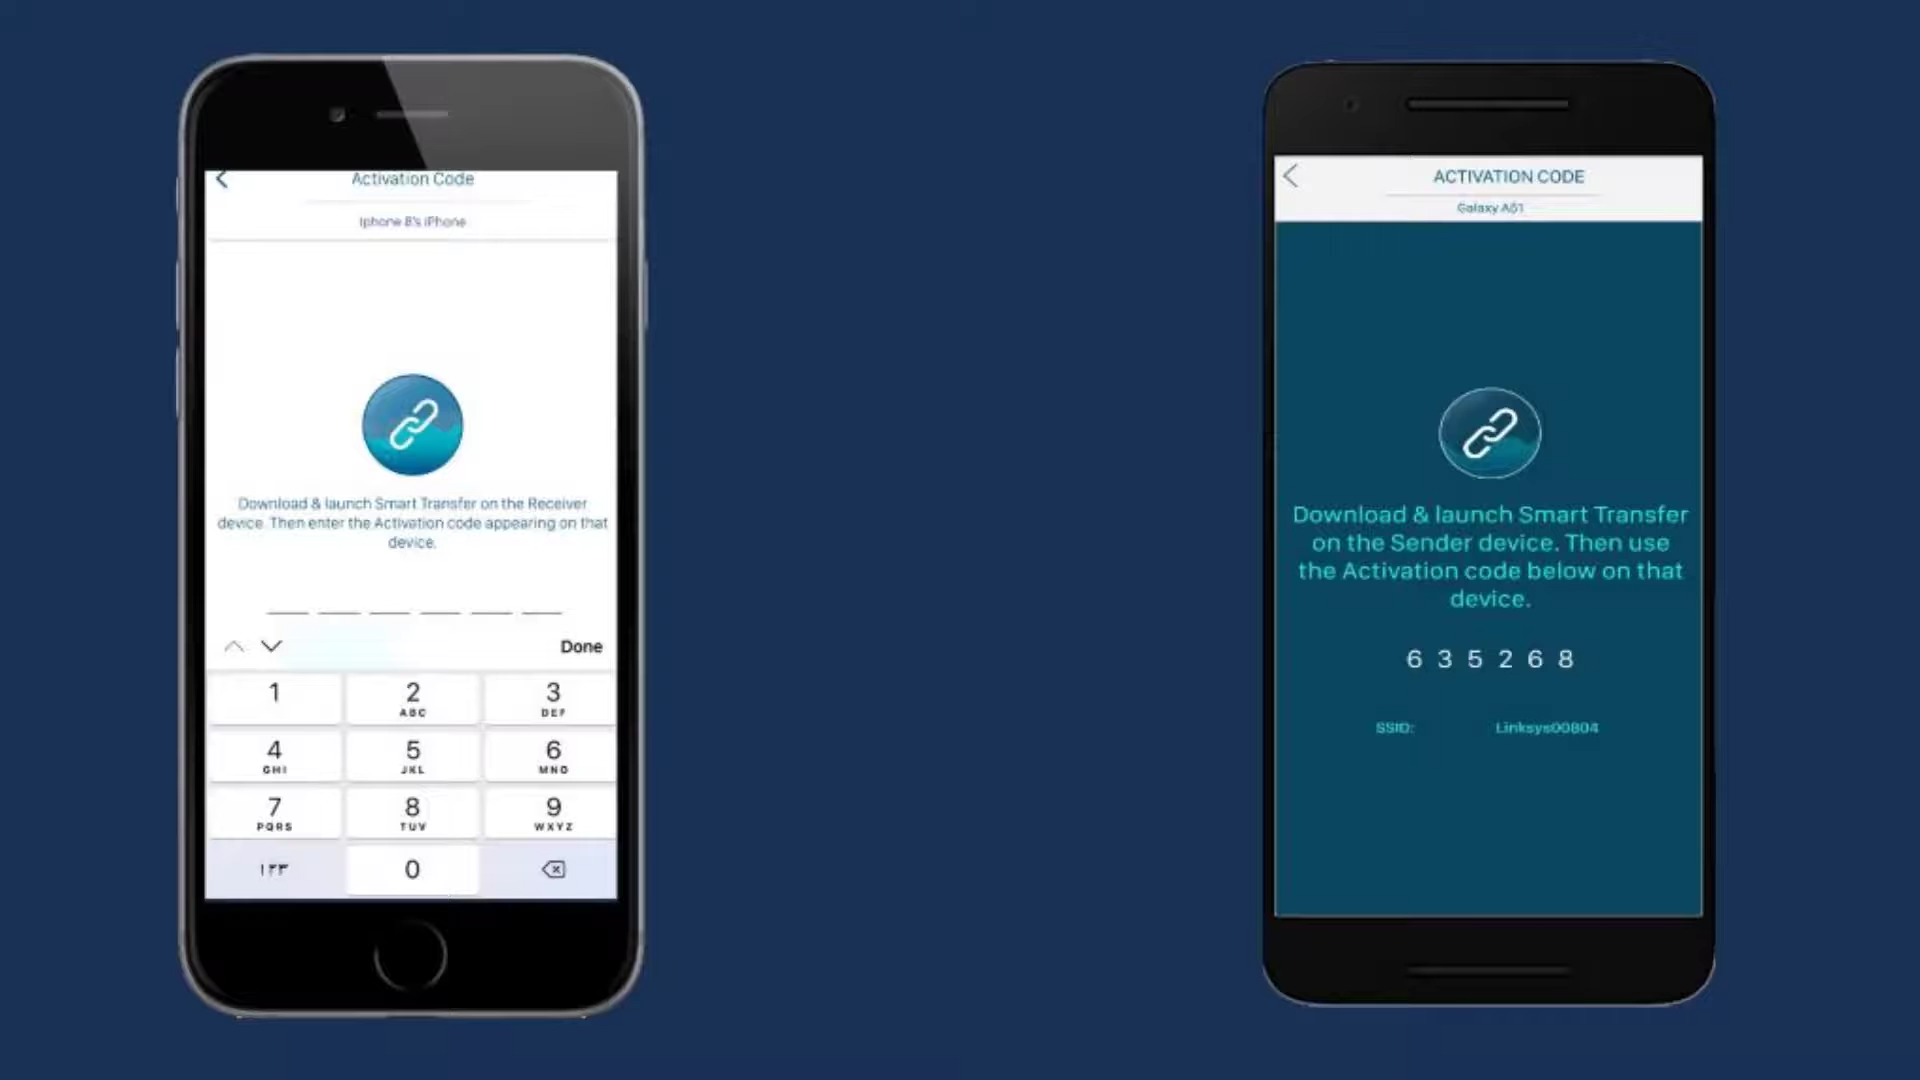 Activation Code
Iphone 8's iPhone
Download & launch Smart Transfer on the Receiver
device. Then enter the Activation code appearing on that
device.
Done
1
2
ABC
3
DEF
4
GHI
5
JKL
6
MNO
7
PQRS
8
TUV
9
WXYZ
۱۲۳
0
ACTIVATION CODE
Galaxy A51
Download & launch Smart Transfer
on the Sender device. Then use
the Activation code below on that
device.
6 3 5 2 6 8
SSID: Linksys00804